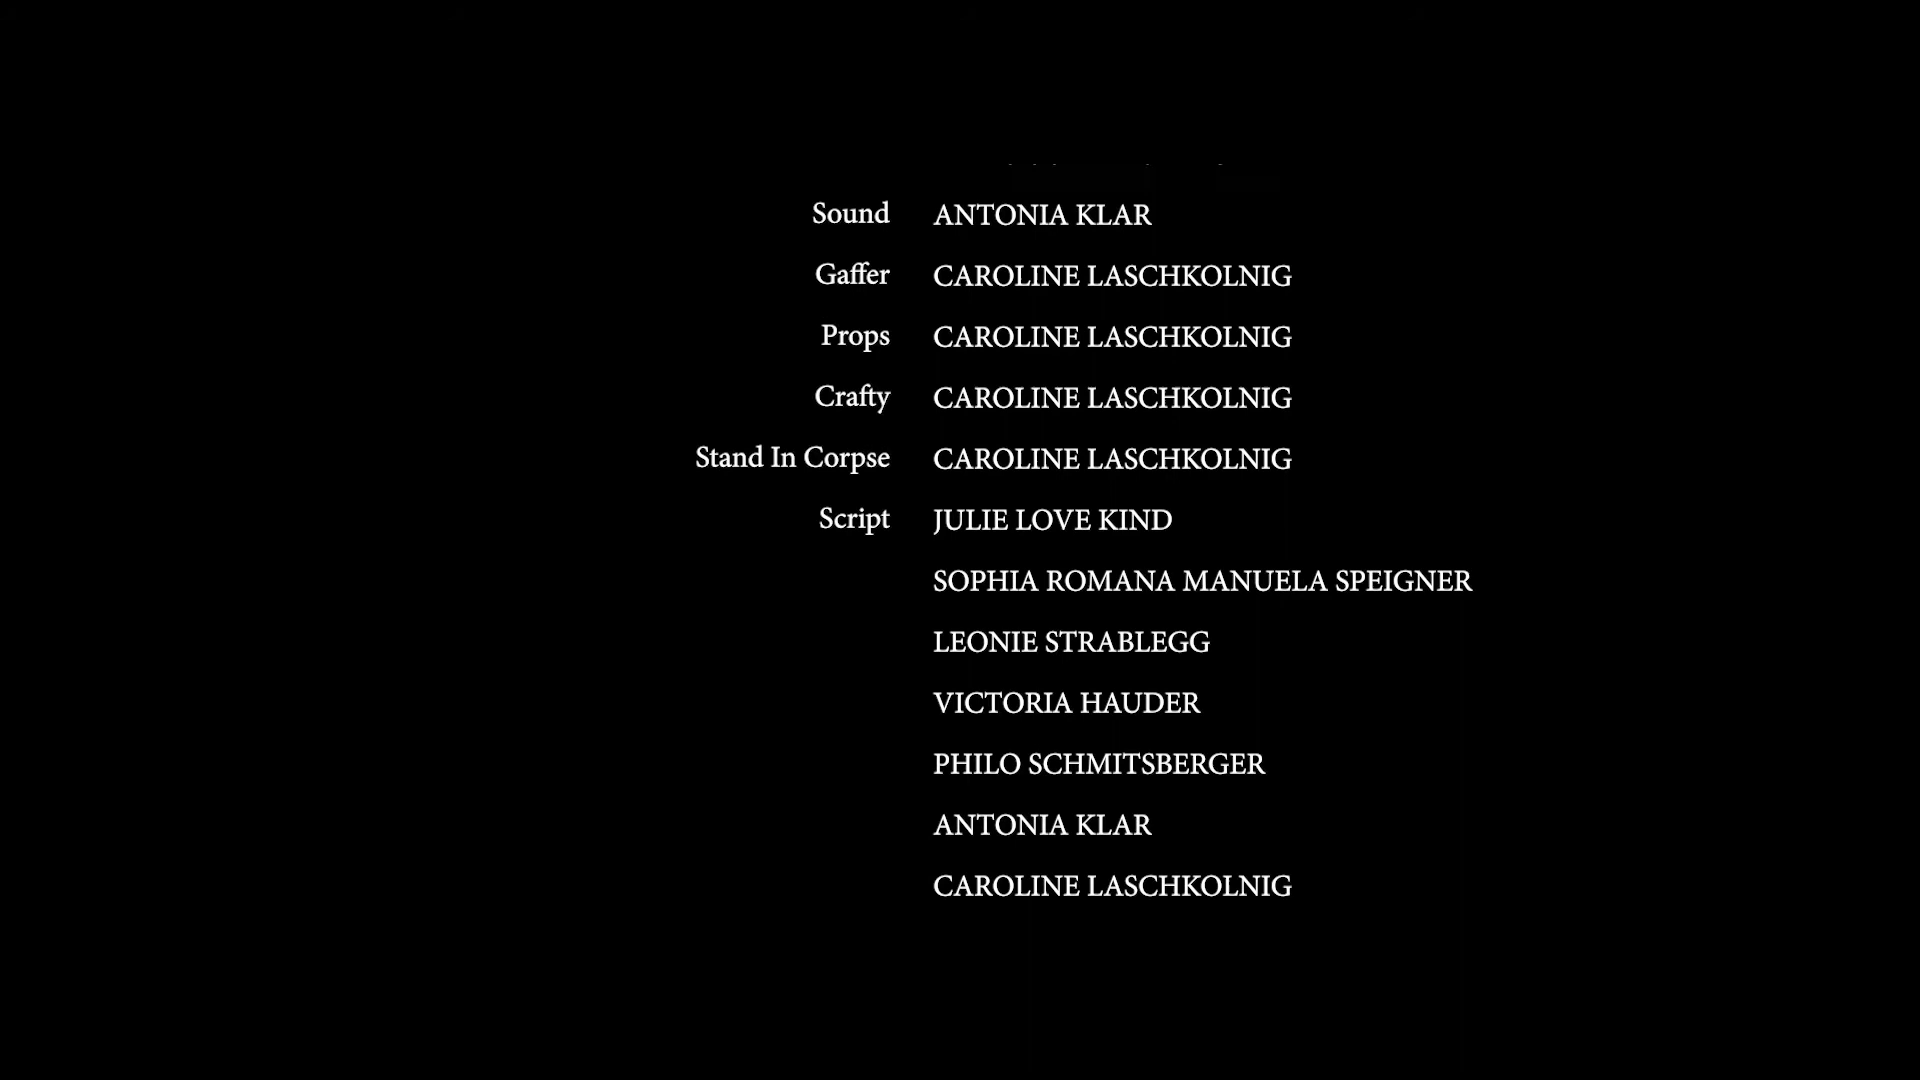 Sound ANTONIA KLAR
Gaffer CAROLINE LASCHKOLNIG
Props CAROLINE LASCHKOLNIG
Crafty CAROLINE LASCHKOLNIG
Stand In Corpse CAROLINE LASCHKOLNIG
Script JULIE LOVE KIND
SOPHIA ROMANA MANUELA SPEIGNER
LEONIE STRABLEGG
VICTORIA HAUDER
PHILO SCHMITSBERGER
ANTONIA KLAR
CAROLINE LASCHKOLNIG